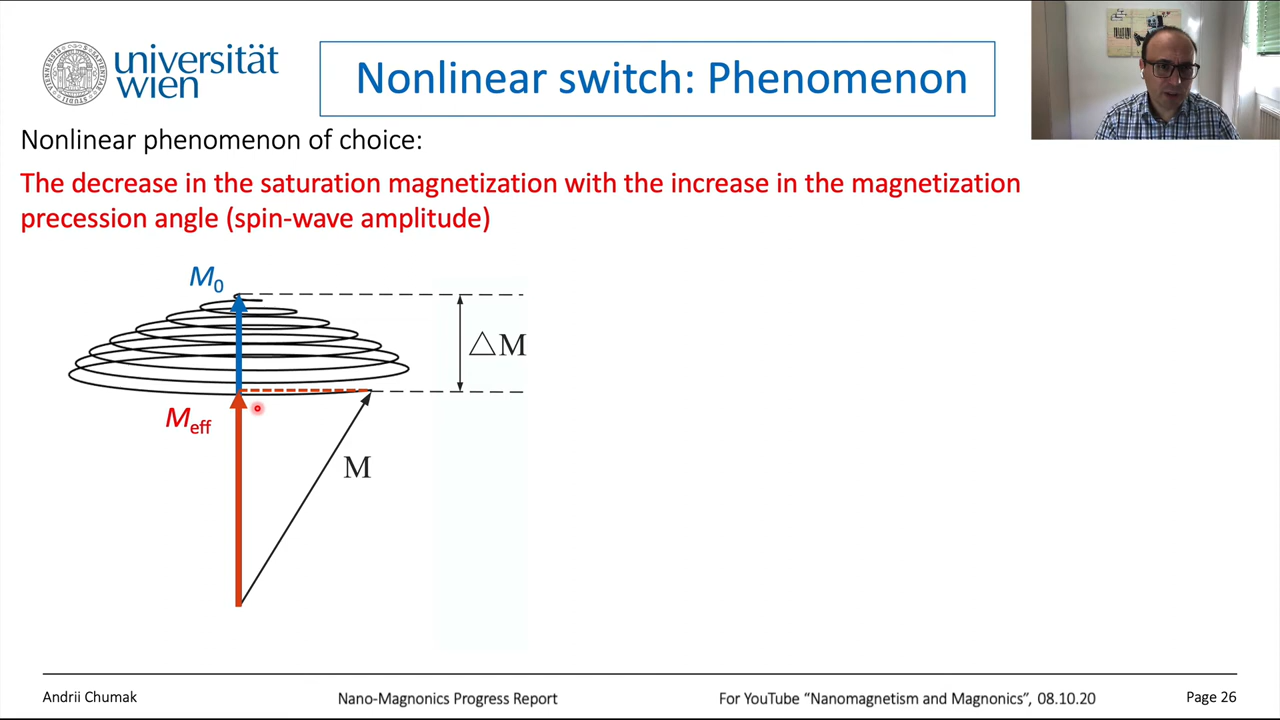 universität
wien
Nonlinear switch: Phenomenon
Nonlinear phenomenon of choice:
The decrease in the saturation magnetization with the increase in the magnetization
precession angle (spin-wave amplitude)
M0
△M
Meff
M
Andrii Chumak
Nano-Magnonics Progress Report
For YouTube “Nanomagnetism and Magnonics”, 08.10.20
Page 26